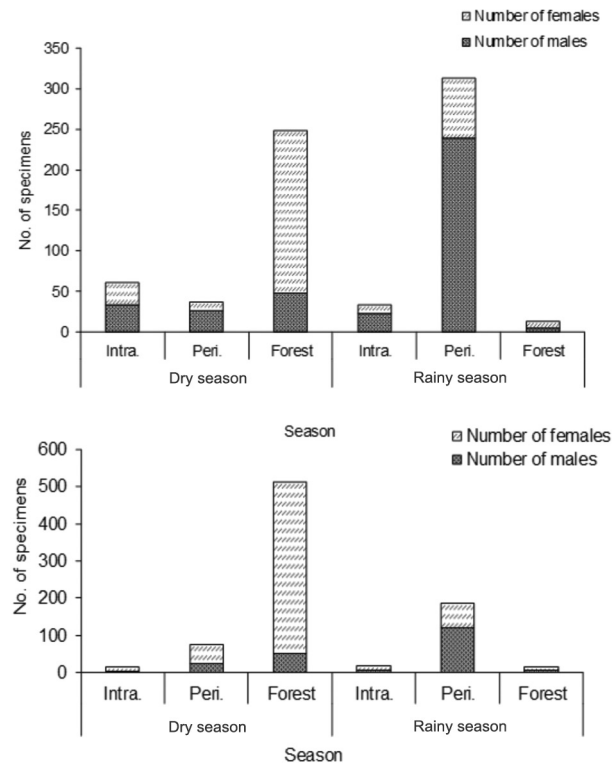 Number of females
Number of males
350
300
250
200
150
100
50
0
No. of specimens
Intra. Peri. Forest Intra. Peri. Forest
Dry season Rainy season
Season
Number of females
Number of males
600
500
400
300
200
100
0
No. of specimens
Intra. Peri. Forest Intra. Peri. Forest
Dry season Rainy season
Season